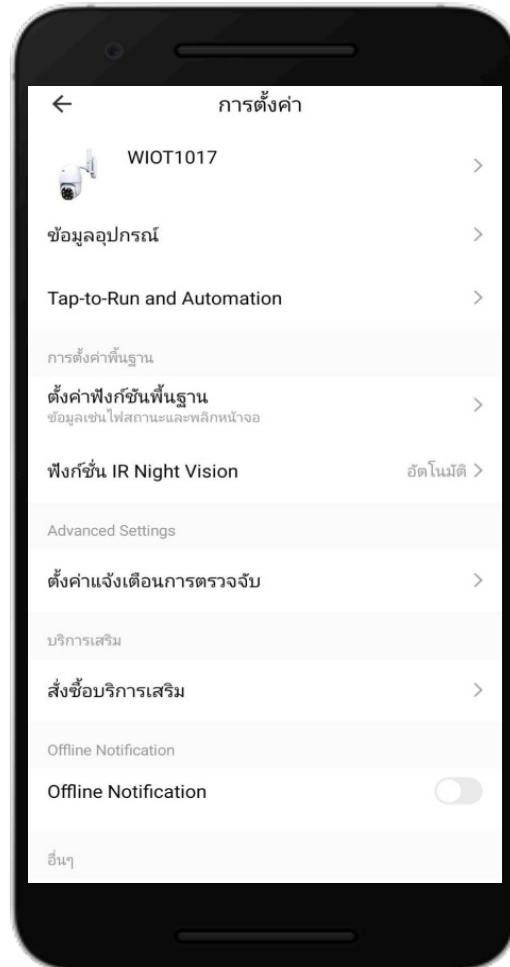 การตั้งค่า
WIOT1017
ข้อมูลอุปกรณ์
Tap-to-Run and Automation
การตั้งค่าพื้นฐาน
ตั้งค่าฟังก์ชันพื้นฐาน
ข้อมูลเช่นไฟสถานะและพลิกหน้าจอ
ฟังก์ชั่น IR Night Vision อัตโนมัติ
Advanced Settings
ตั้งค่าแจ้งเตือนการตรวจจับ
บริการเสริม
สั่งซื้อบริการเสริม
Offline Notification
Offline Notification
อื่นๆ